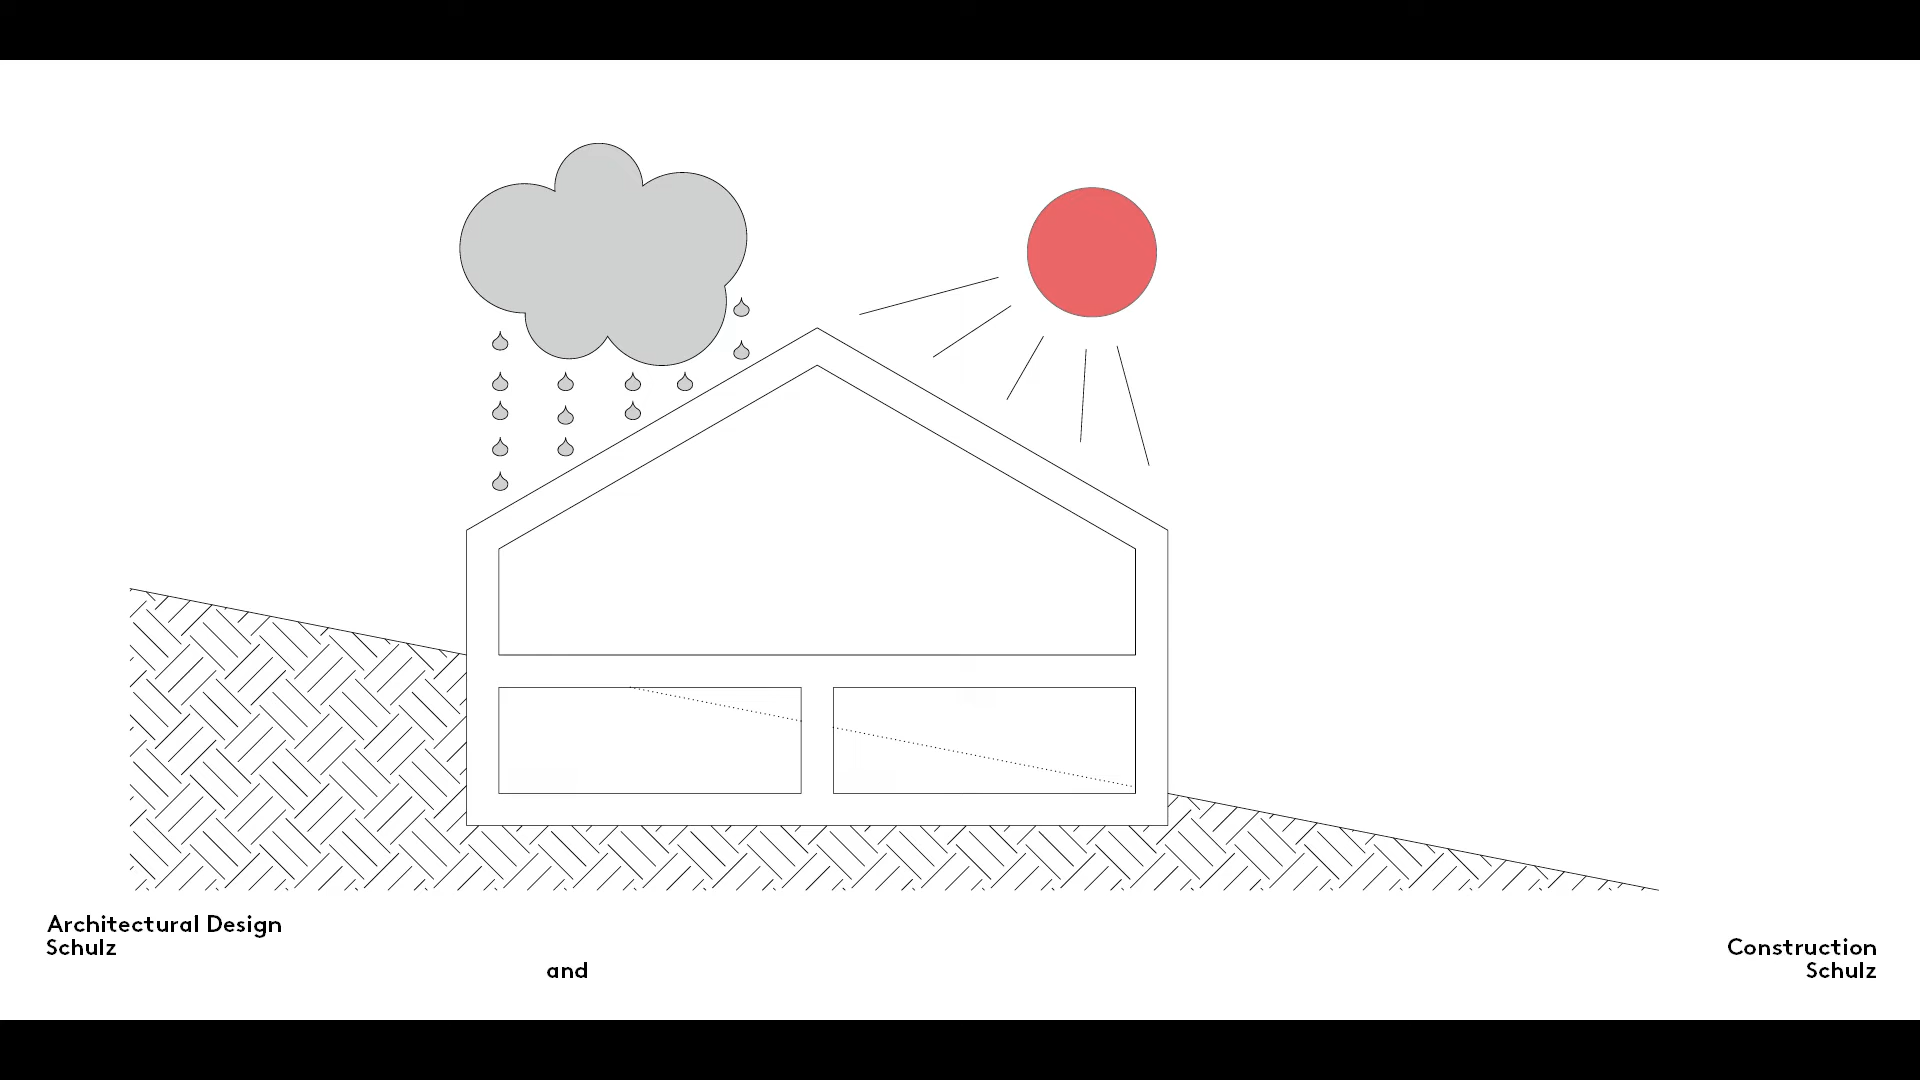 Architectural Design
Schulz
and
Construction
Schulz